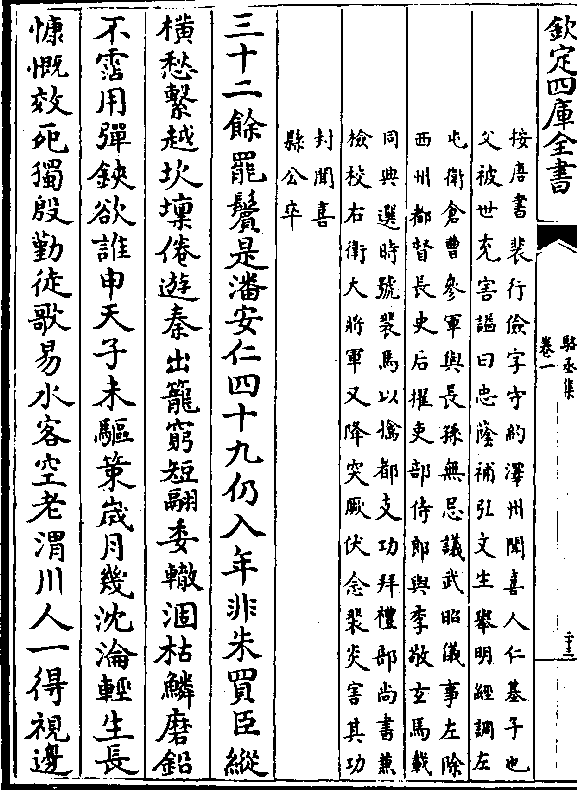 欽定四庫全書
駱丞集
卷一
二十三
按唐書裴行儉字守約澤州聞喜人仁基子也
父被世充害謚曰忠蔭補弘文生舉明經調左
屯衛倉曹參軍與長孫無忌議武昭儀事左除
西州都督長史后擢吏部侍郎與李敬玄馬載
同典選時號裴馬以擒都支功拜禮部尚書兼
檢校右衛大將軍又降突厥伏念裴炎害其功
封聞喜
縣公卒
三十二餘罷鬢是潘安仁四十九仍入年非朱買臣縱
橫愁繫越坎壈倦遊秦出籠窮短翮委轍涸枯鱗磨鉛
不霑用彈鋏欲誰申天子未驅策歲月幾沈淪輕生長
慷慨效死獨殷勤徒歌易水客空老渭川人一得視邊